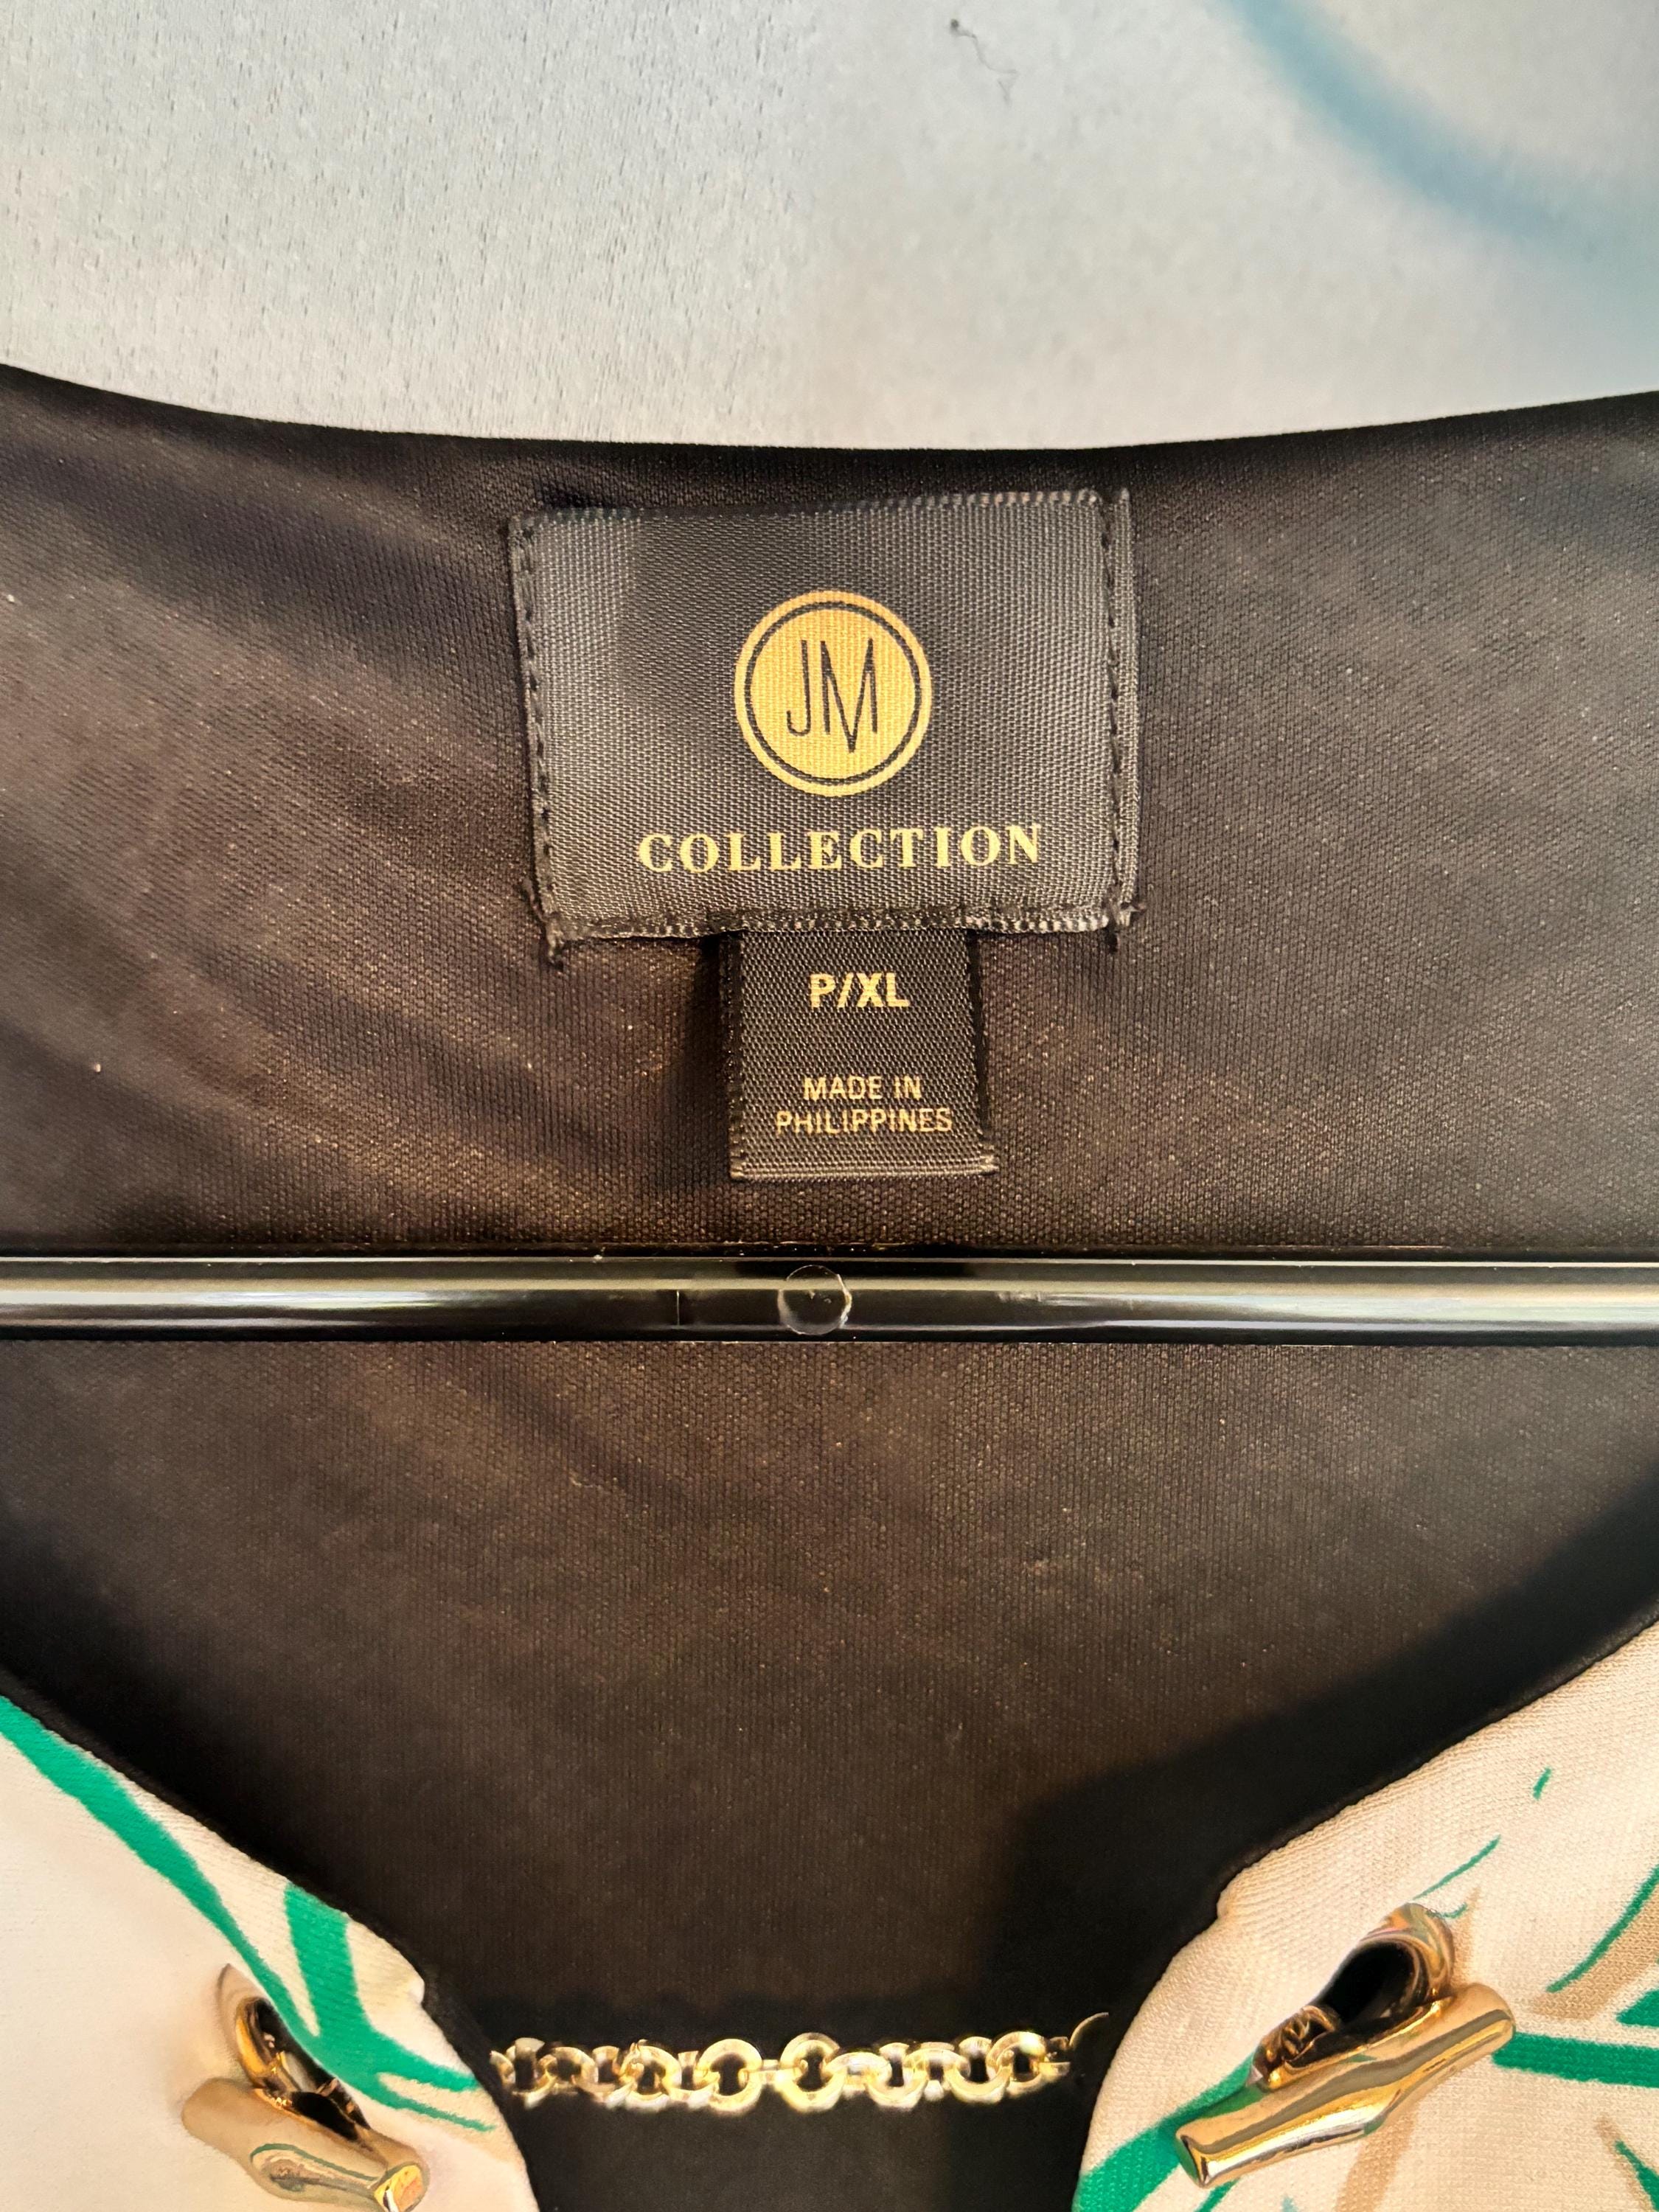 JM
COLLECTION
P/XL
MADE IN
PHILIPPINES